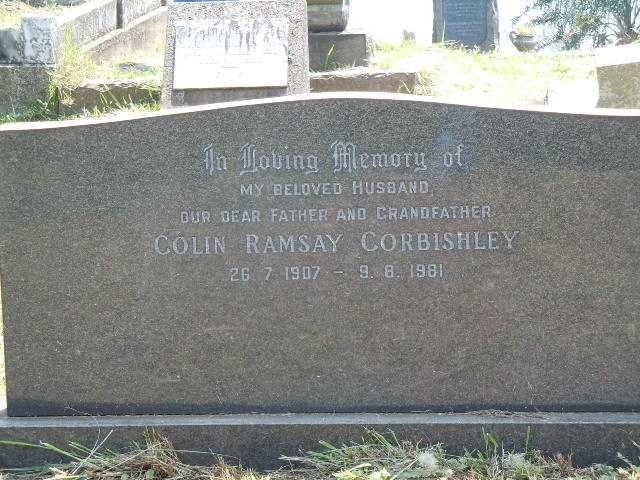 In Loving Memory of
MY BELOVED HUSBAND,
OUR DEAR FATHER AND GRANDFATHER
COLIN RAMSAY CORBISHLEY
26. 7. 1907 – 9. 8. 1981